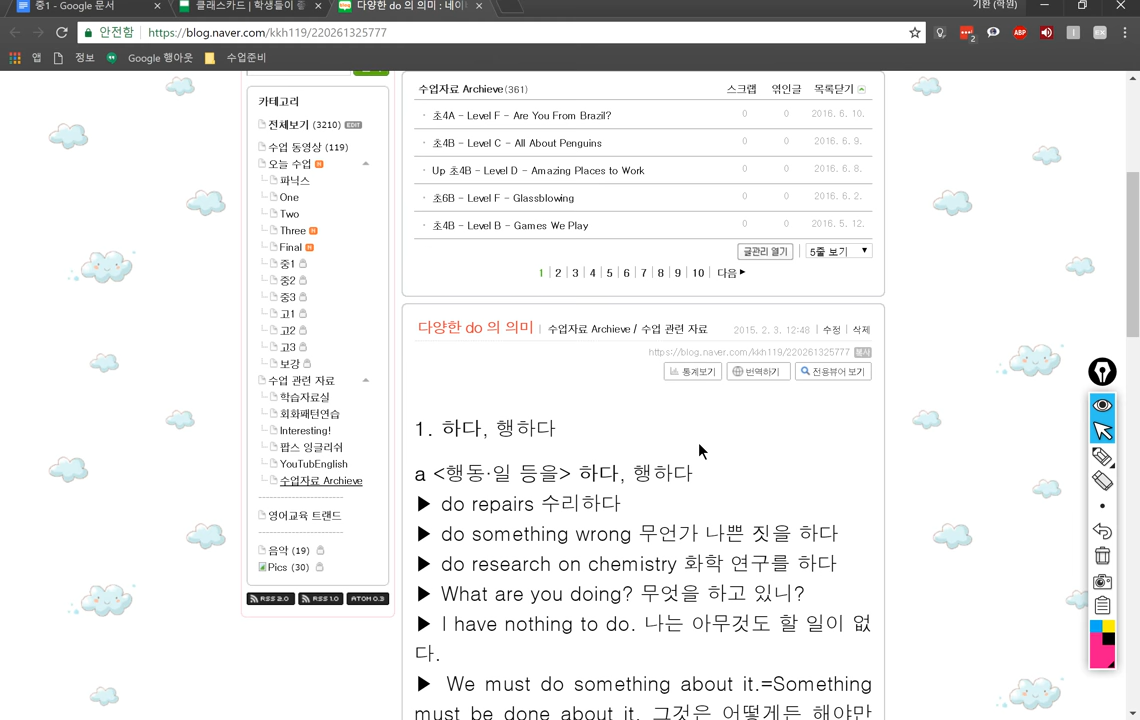 중1 - Google 문서
클래스카드 | 학생들이 좋
다양한 do 의 의미 : 네이
기환 (학원)
안전함 https://blog.naver.com/kkh119/220261325777
앱 정보 Google 행아웃 수업준비
카테고리
전체보기 (3210) EDIT
수업 동영상 (119)
오늘 수업 N
파닉스
One
Two
Three N
Final N
중1
중2
중3
고1
고2
고3
보강
수업 관련 자료
학습자료실
회화패턴연습
Interesting!
팝스 잉글리쉬
YouTubEnglish
수업자료 Archieve
영어교육 트랜드
음악 (19)
Pics (30)
RSS 2.0 RSS 1.0 ATOM 0.3
수업자료 Archieve (361) 스크랩 엮인글 목록닫기
· 초4A - Level F - Are You From Brazil? 0 0 2016. 6. 10.
· 초4B - Level C - All About Penguins 0 0 2016. 6. 9.
· Up 초4B - Level D - Amazing Places to Work 0 0 2016. 6. 8.
· 초6B - Level F - Glassblowing 0 0 2016. 6. 2.
· 초4B - Level B - Games We Play 0 0 2016. 5. 12.
글관리 열기 | 5줄 보기 ▼
1 | 2 | 3 | 4 | 5 | 6 | 7 | 8 | 9 | 10 | 다음 ▶
다양한 do 의 의미 | 수업자료 Archieve / 수업 관련 자료 2015. 2. 3. 12:48 | 수정 | 삭제
https://blog.naver.com/kkh119/220261325777 복사
통계보기 번역하기 전용뷰어 보기
1. 하다, 행하다
a <행동·일 등을> 하다, 행하다
▶ do repairs 수리하다
▶ do something wrong 무언가 나쁜 짓을 하다
▶ do research on chemistry 화학 연구를 하다
▶ What are you doing? 무엇을 하고 있니?
▶ I have nothing to do. 나는 아무것도 할 일이 없
다.
▶ We must do something about it.=Something
must be done about it. 그것은 어떻게든 해야만